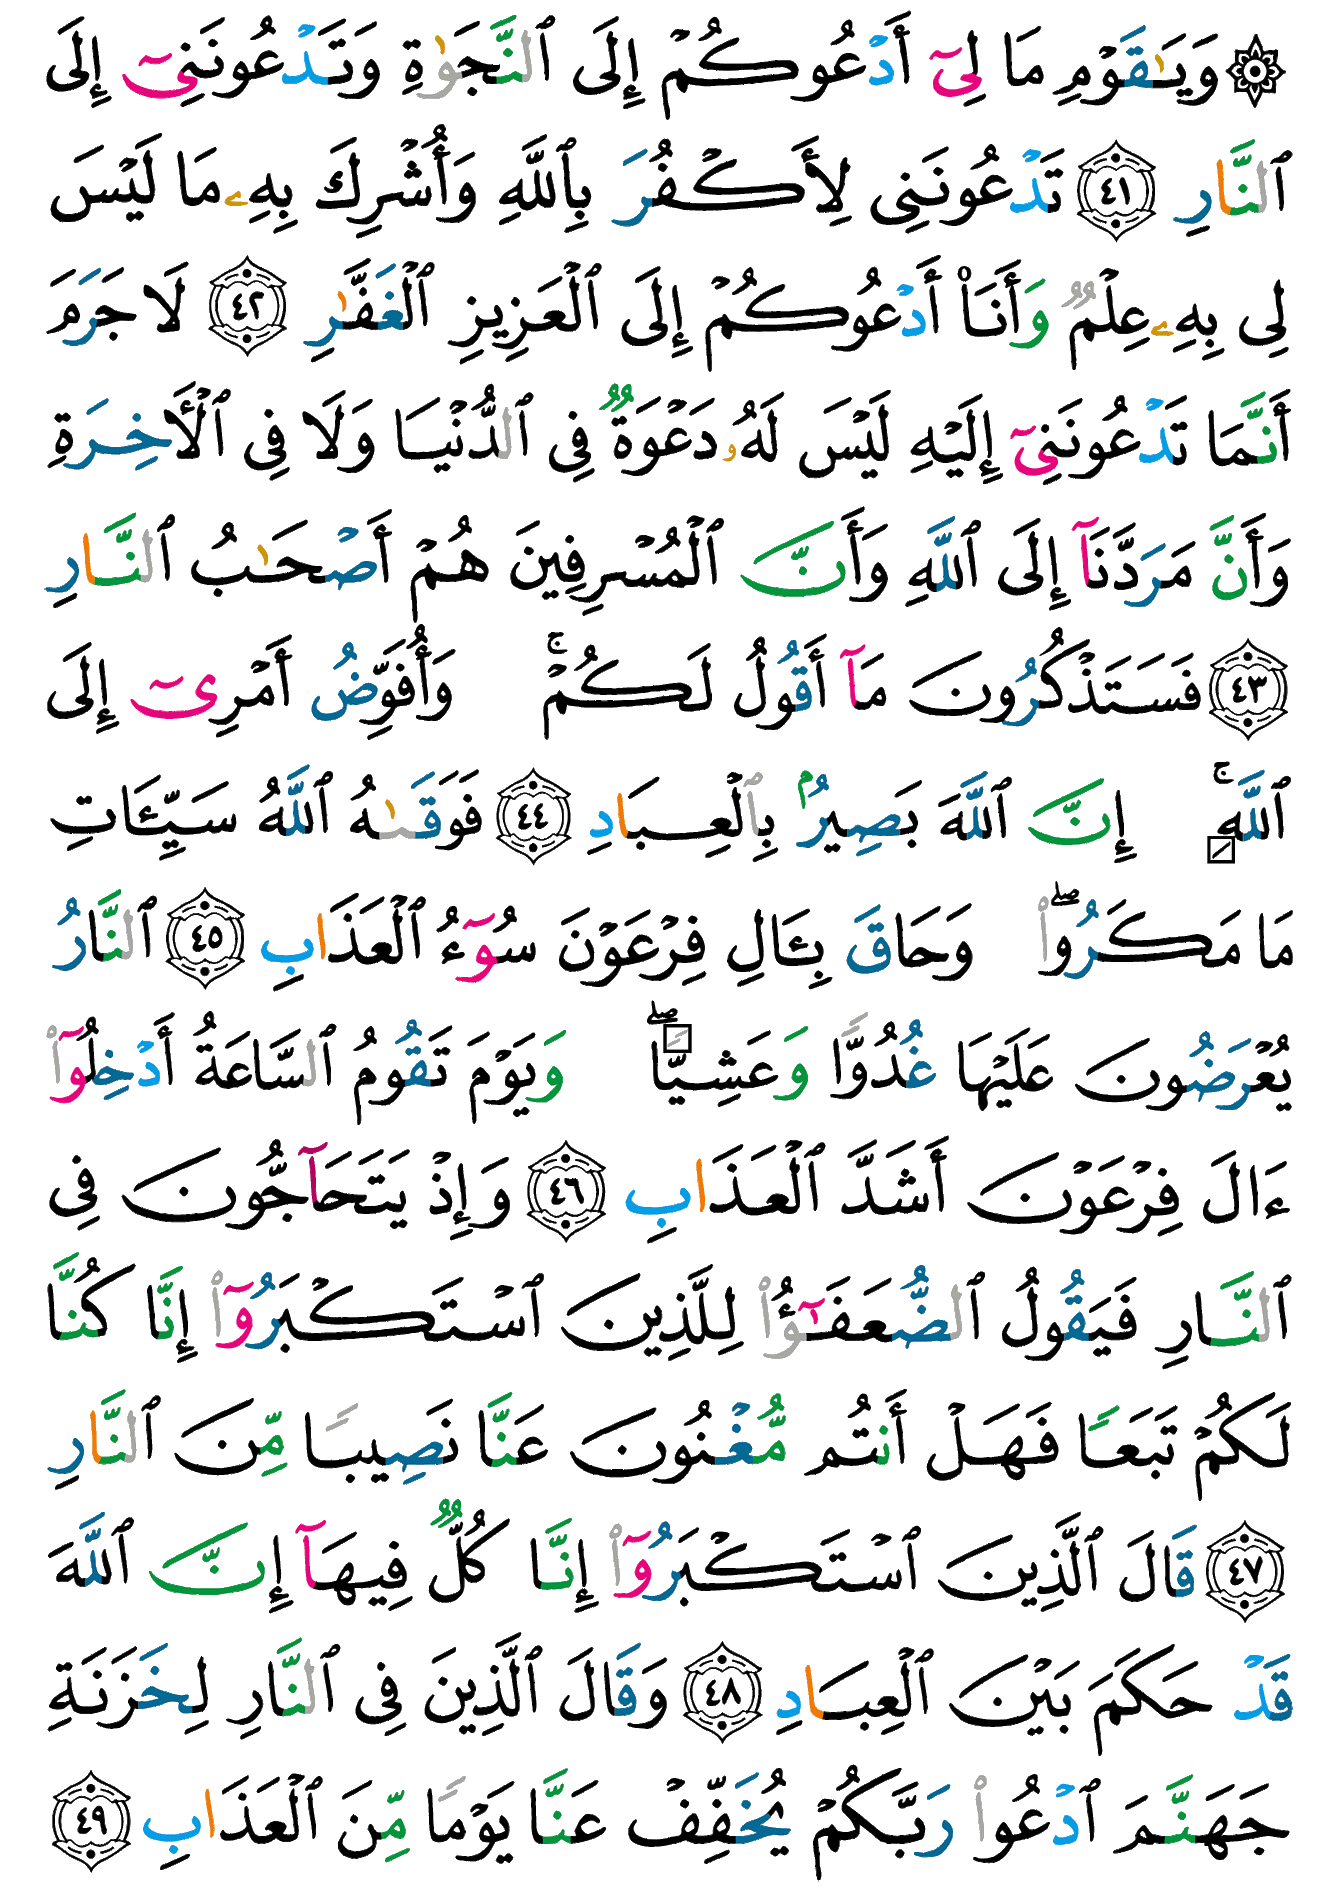 ۞ وَيَٰقَوْمِ مَا لِىٓ أَدْعُوكُمْ إِلَى ٱلنَّجَوٰةِ وَتَدْعُونَنِىٓ إِلَى
ٱلنَّارِ ٤١ تَدْعُونَنِى لِأَكْفُرَ بِٱللَّهِ وَأُشْرِكَ بِهِۦ مَا لَيْسَ
لِى بِهِۦ عِلْمٌ وَأَنَا۠ أَدْعُوكُمْ إِلَى ٱلْعَزِيزِ ٱلْغَفَّٰرِ ٤٢ لَا جَرَمَ
أَنَّمَا تَدْعُونَنِىٓ إِلَيْهِ لَيْسَ لَهُۥ دَعْوَةٌ فِى ٱلدُّنْيَا وَلَا فِى ٱلْأَخِرَةِ
وَأَنَّ مَرَدَّنَآ إِلَى ٱللَّهِ وَأَنَّ ٱلْمُسْرِفِينَ هُمْ أَصْحَٰبُ ٱلنَّارِ
٤٣ فَسَتَذْكُرُونَ مَآ أَقُولُ لَكُمْ ۚ وَأُفَوِّضُ أَمْرِىٓ إِلَى
ٱللَّهِ ۚ إِنَّ ٱللَّهَ بَصِيرٌۢ بِٱلْعِبَادِ ٤٤ فَوَقَىٰهُ ٱللَّهُ سَيِّـَٔاتِ
مَا مَكَرُوا۟ ۖ وَحَاقَ بِـَٔالِ فِرْعَوْنَ سُوٓءُ ٱلْعَذَابِ ٤٥ ٱلنَّارُ
يُعْرَضُونَ عَلَيْهَا غُدُوًّا وَعَشِيًّا ۖ وَيَوْمَ تَقُومُ ٱلسَّاعَةُ أَدْخِلُوٓا۟
ءَالَ فِرْعَوْنَ أَشَدَّ ٱلْعَذَابِ ٤٦ وَإِذْ يَتَحَآجُّونَ فِى
ٱلنَّارِ فَيَقُولُ ٱلضُّعَفَٰٓؤُا۟ لِلَّذِينَ ٱسْتَكْبَرُوٓا۟ إِنَّا كُنَّا
لَكُمْ تَبَعًا فَهَلْ أَنتُم مُّغْنُونَ عَنَّا نَصِيبًا مِّنَ ٱلنَّارِ
٤٧ قَالَ ٱلَّذِينَ ٱسْتَكْبَرُوٓا۟ إِنَّا كُلٌّ فِيهَآ إِنَّ ٱللَّهَ
قَدْ حَكَمَ بَيْنَ ٱلْعِبَادِ ٤٨ وَقَالَ ٱلَّذِينَ فِى ٱلنَّارِ لِخَزَنَةِ
جَهَنَّمَ ٱدْعُوا۟ رَبَّكُمْ يُخَفِّفْ عَنَّا يَوْمًا مِّنَ ٱلْعَذَابِ ٤٩